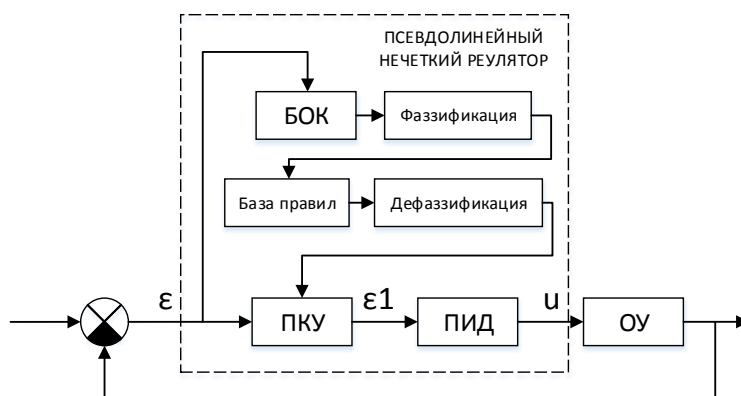 ПСЕВДОЛИНЕЙНЫЙ
НЕЧЕТКИЙ РЕУЛЯТОР
БОК
Фаззификация
База правил
Дефаззификация
ε
ПКУ
ε1
ПИД
u
ОУ